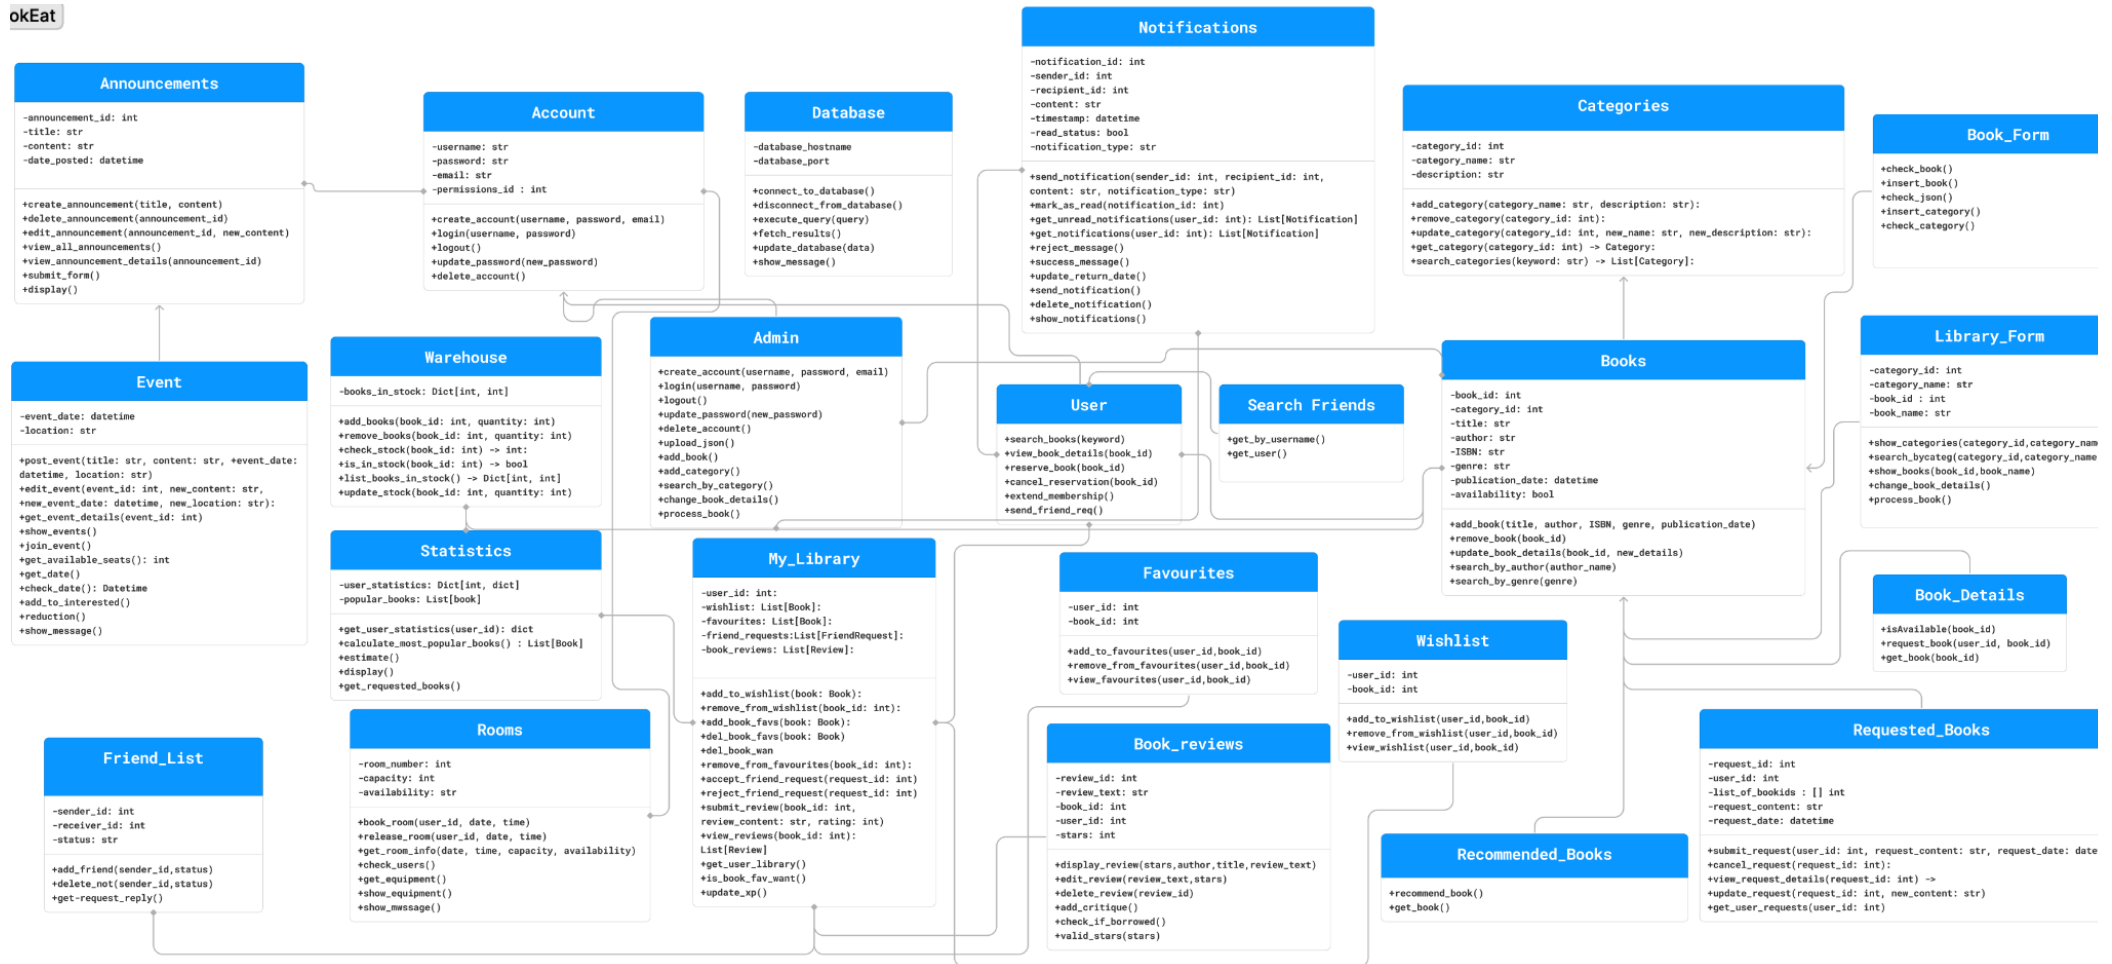 okEat
Announcements
-announcement_id: int
-title: str
-content: str
-date_posted: datetime
+create_announcement(title, content)
+delete_announcement(announcement_id)
+edit_announcement(announcement_id, new_content)
+view_all_announcements()
+view_announcement_details(announcement_id)
+submit_form()
+display()
Account
-username: str
-password: str
-email: str
-permissions_id : int
+create_account(username, password, email)
+login(username, password)
+logout()
+update_password(new_password)
+delete_account()
Database
-database_hostname
-database_port
+connect_to_database()
+disconnect_from_database()
+execute_query(query)
+fetch_results()
+update_database(data)
+show_message()
Notifications
-notification_id: int
-sender_id: int
-recipient_id: int
-content: str
-timestamp: datetime
-read_status: bool
-notification_type: str
+send_notification(sender_id: int, recipient_id: int,
content: str, notification_type: str)
+mark_as_read(notification_id: int)
+get_unread_notifications(user_id: int): List[Notification]
+get_notifications(user_id: int): List[Notification]
+reject_message()
+success_message()
+update_return_date()
+send_notification()
+delete_notification()
+show_notifications()
Categories
-category_id: int
-category_name: str
-description: str
+add_category(category_name: str, description: str):
+remove_category(category_id: int):
+update_category(category_id: int, new_name: str, new_description: str):
+get_category(category_id: int) -> Category:
+search_categories(keyword: str) -> List[Category]:
Book_Form
+check_book()
+insert_book()
+check_json()
+insert_category()
+check_category()
Event
-event_date: datetime
-location: str
+post_event(title: str, content: str, +event_date:
datetime, location: str)
+edit_event(event_id: int, new_content: str,
+new_event_date: datetime, new_location: str):
+get_event_details(event_id: int)
+show_events()
+join_event()
+get_available_seats(): int
+get_date()
+check_date(): Datetime
+add_to_interested()
+reduction()
+show_message()
Warehouse
-books_in_stock: Dict[int, int]
+add_books(book_id: int, quantity: int)
+remove_books(book_id: int, quantity: int)
+check_stock(book_id: int) -> int:
+is_in_stock(book_id: int) -> bool
+list_books_in_stock() -> Dict[int, int]
+update_stock(book_id: int, quantity: int)
Admin
+create_account(username, password, email)
+login(username, password)
+logout()
+update_password(new_password)
+delete_account()
+upload_json()
+add_book()
+add_category()
+search_by_category()
+change_book_details()
+process_book()
User
+search_books(keyword)
+view_book_details(book_id)
+reserve_book(book_id)
+cancel_reservation(book_id)
+extend_membership()
+send_friend_req()
Search Friends
+get_by_username()
+get_user()
Books
-book_id: int
-category_id: int
-title: str
-author: str
-ISBN: str
-genre: str
-publication_date: datetime
-availability: bool
+add_book(title, author, ISBN, genre, publication_date)
+remove_book(book_id)
+update_book_details(book_id, new_details)
+search_by_author(author_name)
+search_by_genre(genre)
Library_Form
-category_id: int
-category_name: str
-book_id : int
-book_name: str
+show_categories(category_id,category_name
+search_bycateg(category_id,category_name
+show_books(book_id,book_name)
+change_book_details()
+process_book()
Statistics
-user_statistics: Dict[int, dict]
-popular_books: List[book]
+get_user_statistics(user_id): dict
+calculate_most_popular_books() : List[Book]
+estimate()
+display()
+get_requested_books()
My_Library
-user_id: int:
-wishlist: List[Book]:
-favourites: List[Book]:
-friend_requests:List[FriendRequest]:
-book_reviews: List[Review]:
+add_to_wishlist(book: Book):
+remove_from_wishlist(book_id: int):
+add_book_favs(book: Book):
+del_book_favs(book: Book)
+del_book_wan
+remove_from_favourites(book_id: int):
+accept_friend_request(request_id: int)
+reject_friend_request(request_id: int)
+submit_review(book_id: int,
review_content: str, rating: int)
+view_reviews(book_id: int):
List[Review]
+get_user_library()
+is_book_fav_want()
+update_xp()
Favourites
-user_id: int
-book_id: int
+add_to_favourites(user_id,book_id)
+remove_from_favourites(user_id,book_id)
+view_favourites(user_id,book_id)
Wishlist
-user_id: int
-book_id: int
+add_to_wishlist(user_id,book_id)
+remove_from_wishlist(user_id,book_id)
+view_wishlist(user_id,book_id)
Book_Details
+isAvailable(book_id)
+request_book(user_id, book_id)
+get_book(book_id)
Friend_List
-sender_id: int
-receiver_id: int
-status: str
+add_friend(sender_id,status)
+delete_not(sender_id,status)
+get-request_reply()
Rooms
-room_number: int
-capacity: int
-availability: str
+book_room(user_id, date, time)
+release_room(user_id, date, time)
+get_room_info(date, time, capacity, availability)
+check_users()
+get_equipment()
+show_equipment()
+show_mwssage()
Book_reviews
-review_id: int
-review_text: str
-book_id: int
-user_id: int
-stars: int
+display_review(stars,author,title,review_text)
+edit_review(review_text,stars)
+delete_review(review_id)
+add_critique()
+check_if_borrowed()
+valid_stars(stars)
Recommended_Books
+recommend_book()
+get_book()
Requested_Books
-request_id: int
-user_id: int
-list_of_bookids : [] int
-request_content: str
-request_date: datetime
+submit_request(user_id: int, request_content: str, request_date: date
+cancel_request(request_id: int):
+view_request_details(request_id: int) ->
+update_request(request_id: int, new_content: str)
+get_user_requests(user_id: int)